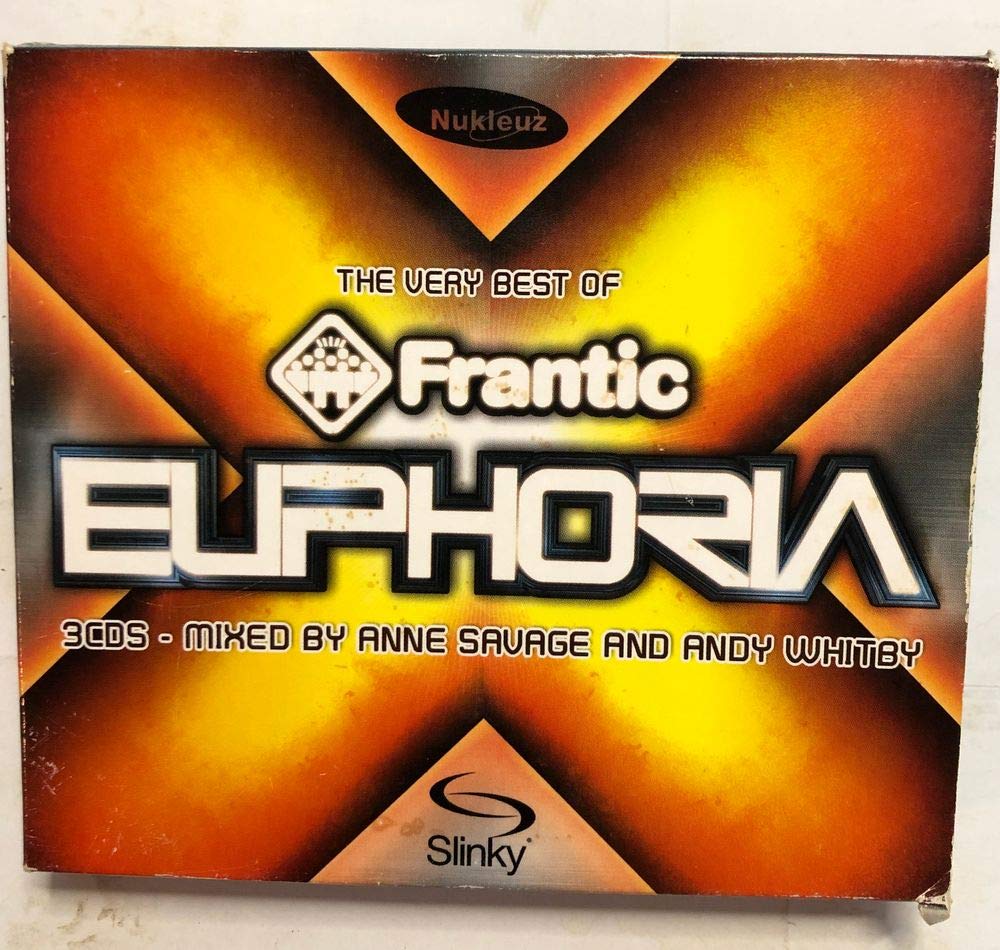 Nukleuz
THE VERY BEST OF
Frantic
EUPHORIA
3CDS - MIXED BY ANNE SAVAGE AND ANDY WHITBY
Slinky